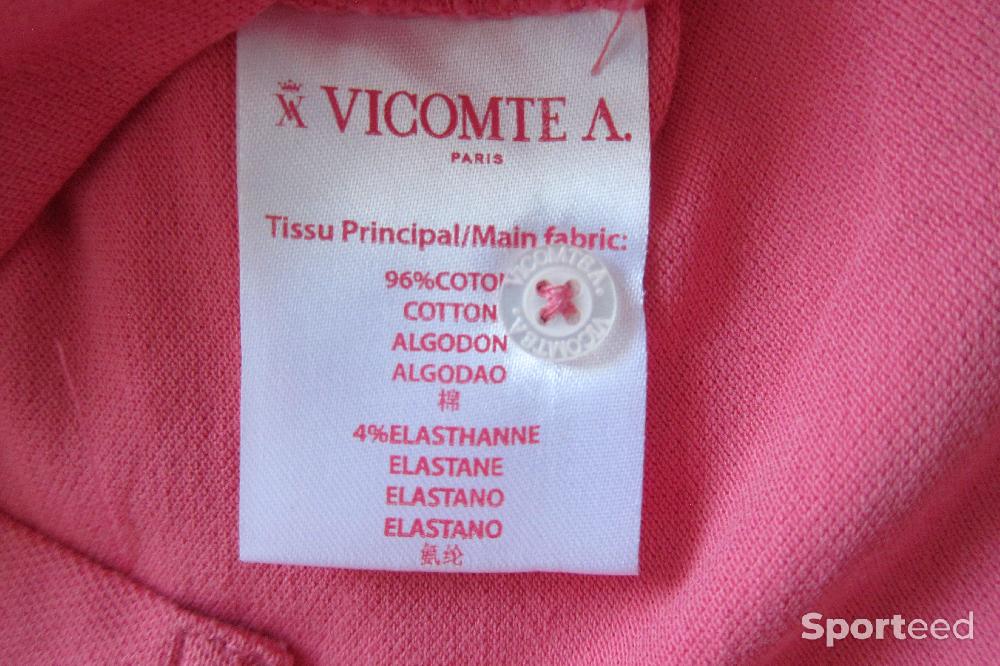 VICOMTE A.
PARIS
Tissu Principal/Main fabric:
96%COTO
COTTON
ALGODON
ALGODAO
棉
4%ELASTHANNE
ELASTANE
ELASTANO
ELASTANO
氨纶
VICOMTE A.
VICOMTE A.
Sporteed